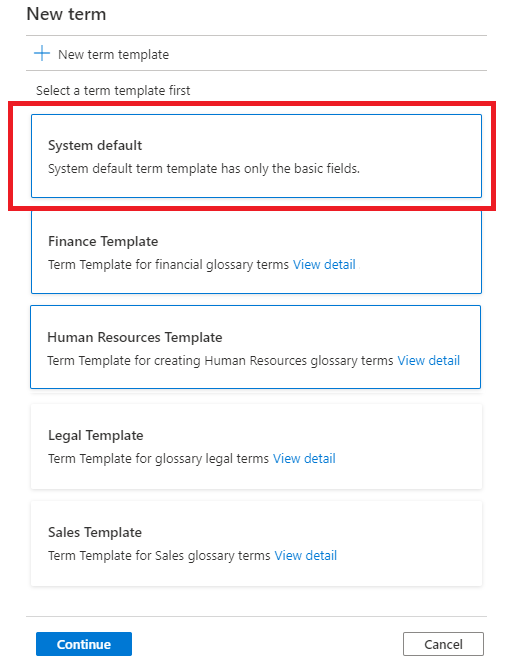 New term
New term template
Select a term template first
System default
System default term template has only the basic fields.
Finance Template
Term Template for financial glossary terms View detail
Human Resources Template
Term Template for creating Human Resources glossary terms View detail
Legal Template
Term Template for glossary legal terms View detail
Sales Template
Term Template for Sales glossary terms View detail
Continue
Cancel